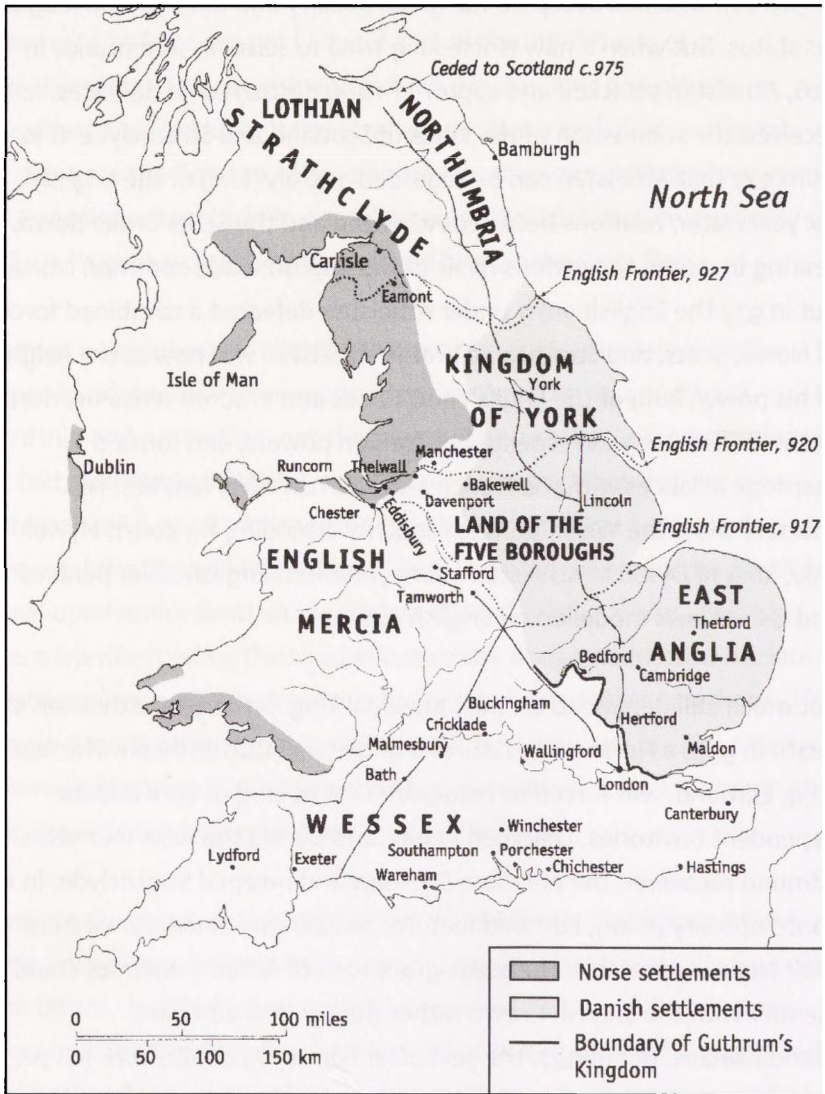 Ceded to Scotland c.975
LOTHIAN
STRATHCLYDE
NORTHUMBRIA
Bamburgh
North Sea
Carlisle
Eamont
English Frontier, 927
Isle of Man
KINGDOM
York
OF YORK
Dublin
Runcorn
Thelwall
Manchester
English Frontier, 920
Bakewell
Chester
Eddisbury
Davenport
Lincoln
LAND OF THE
FIVE BOROUGHS
English Frontier, 917
ENGLISH
MERCIA
Stafford
Tamworth
EAST
Thetford
ANGLIA
Bedford
Cambridge
Buckingham
Hertford
Cricklade
Malmesbury
Wallingford
Maldon
Bath
London
Canterbury
WESSEX
Winchester
Lydford
Exeter
Southampton
Porchester
Wareham
Chichester
Hastings
Norse settlements
Danish settlements
Boundary of Guthrum's
Kingdom
0 50 100 miles
0 50 100 150 km